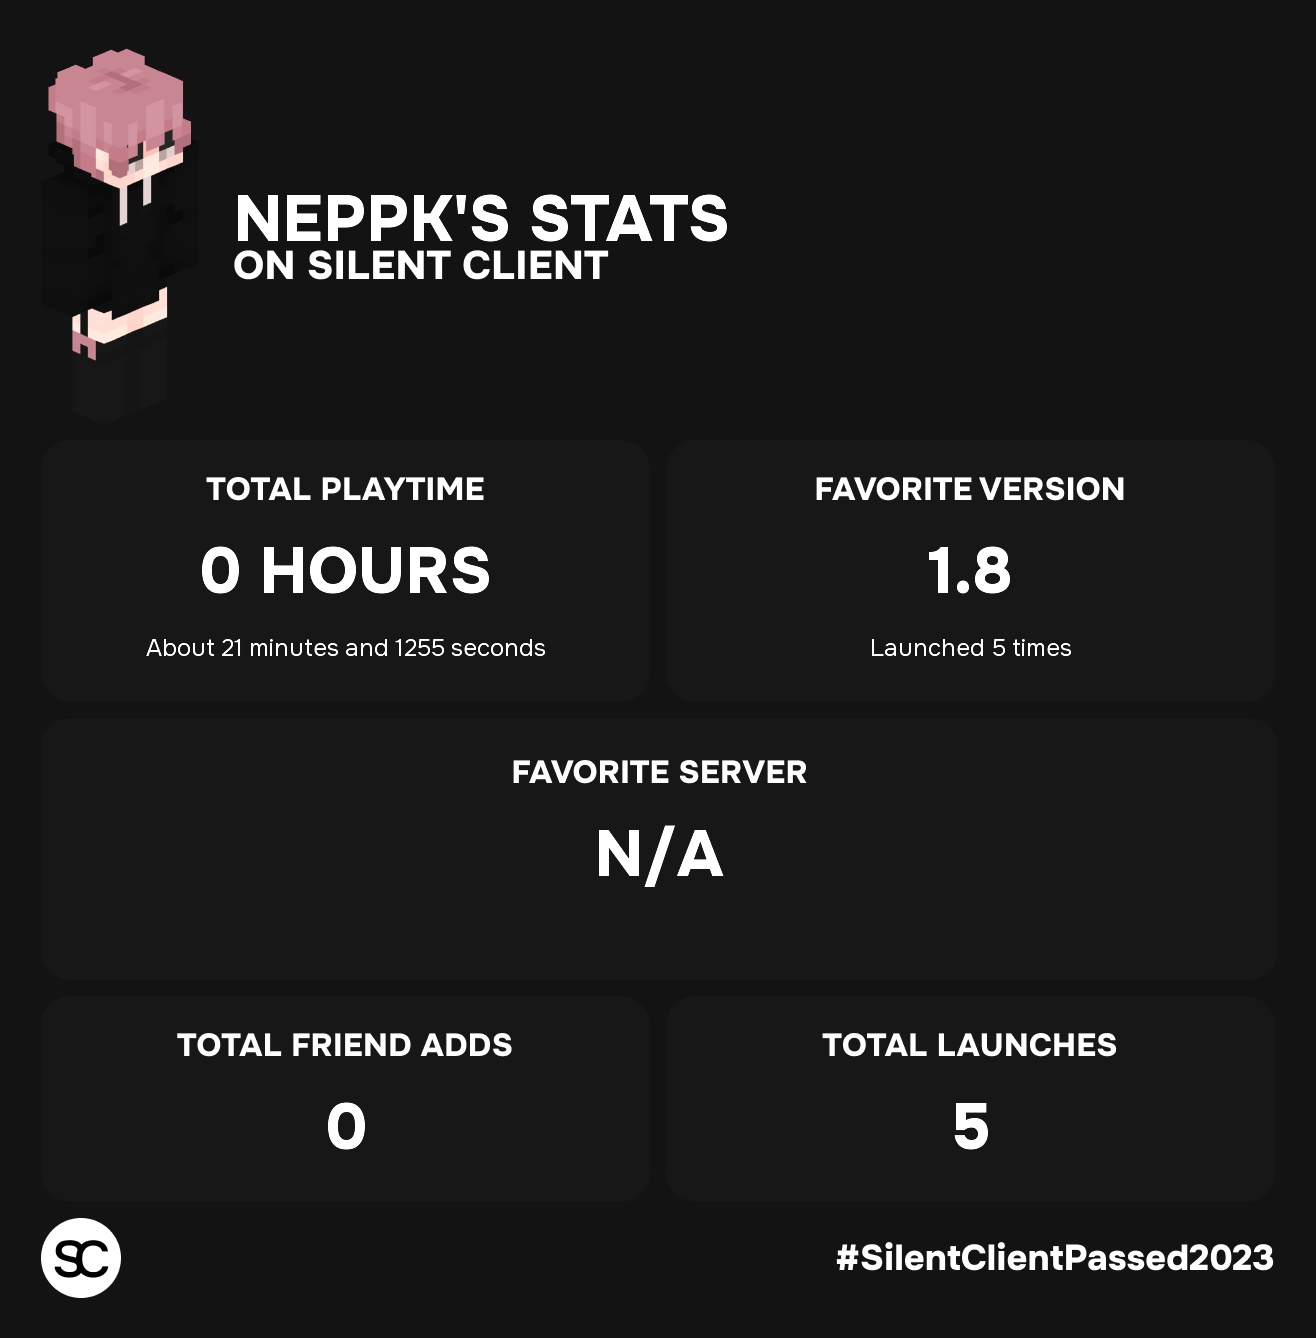 NEPPK'S STATS
ON SILENT CLIENT
TOTAL PLAYTIME
0 HOURS
About 21 minutes and 1255 seconds
FAVORITE VERSION
1.8
Launched 5 times
FAVORITE SERVER
N/A
TOTAL FRIEND ADDS
0
TOTAL LAUNCHES
5
SC
#SilentClientPassed2023